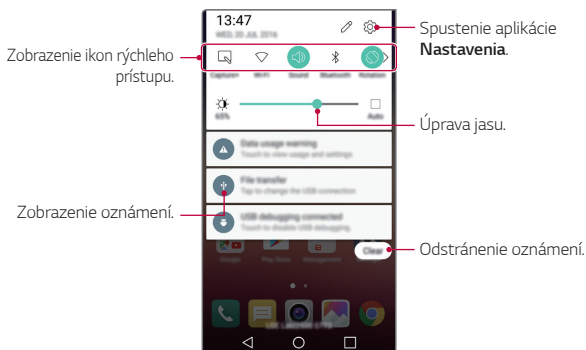 13:47
WED, 20 JUL 2016
Spustenie aplikácie
Nastavenia.
Zobrazenie ikon rýchleho
prístupu.
Capture+ Wi-Fi Sound Bluetooth Rotation
Úprava jasu.
65% Auto
Data usage warning
Touch to view usage and settings
File transfer
Tap to change the USB connection
Zobrazenie oznámení.
USB debugging connected
Touch to disable USB debugging.
Clear
Odstránenie oznámení.
Google Play Store Management